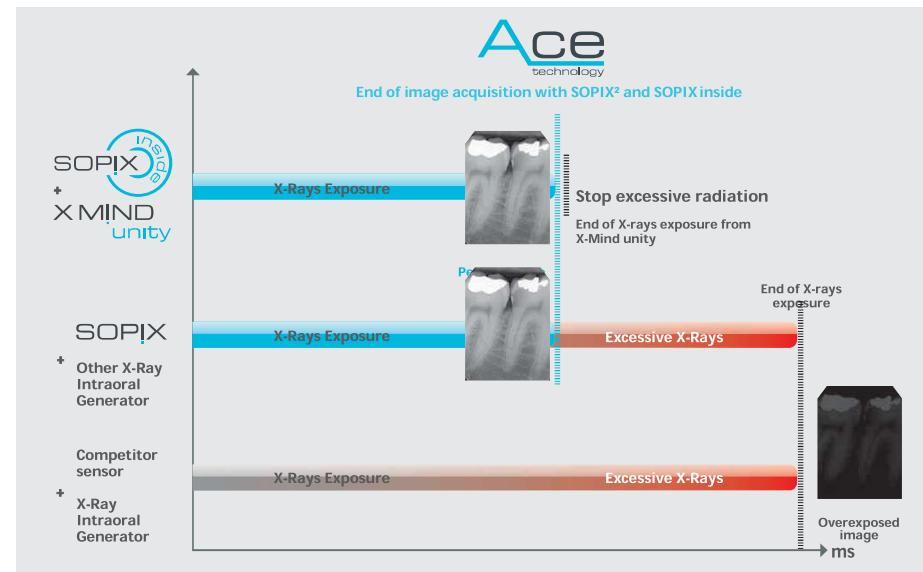 Ace
technology
End of image acquisition with SOPIX² and SOPIX inside
SOPIX inside
+
X MIND
unity
X-Rays Exposure
Stop excessive radiation
End of X-rays exposure from
X-Mind unity
End of X-rays
exposure
SOPIX
+
Other X-Ray
Intraoral
Generator
X-Rays Exposure
Excessive X-Rays
Competitor
sensor
+
X-Ray
Intraoral
Generator
X-Rays Exposure
Excessive X-Rays
Overexposed
image
ms